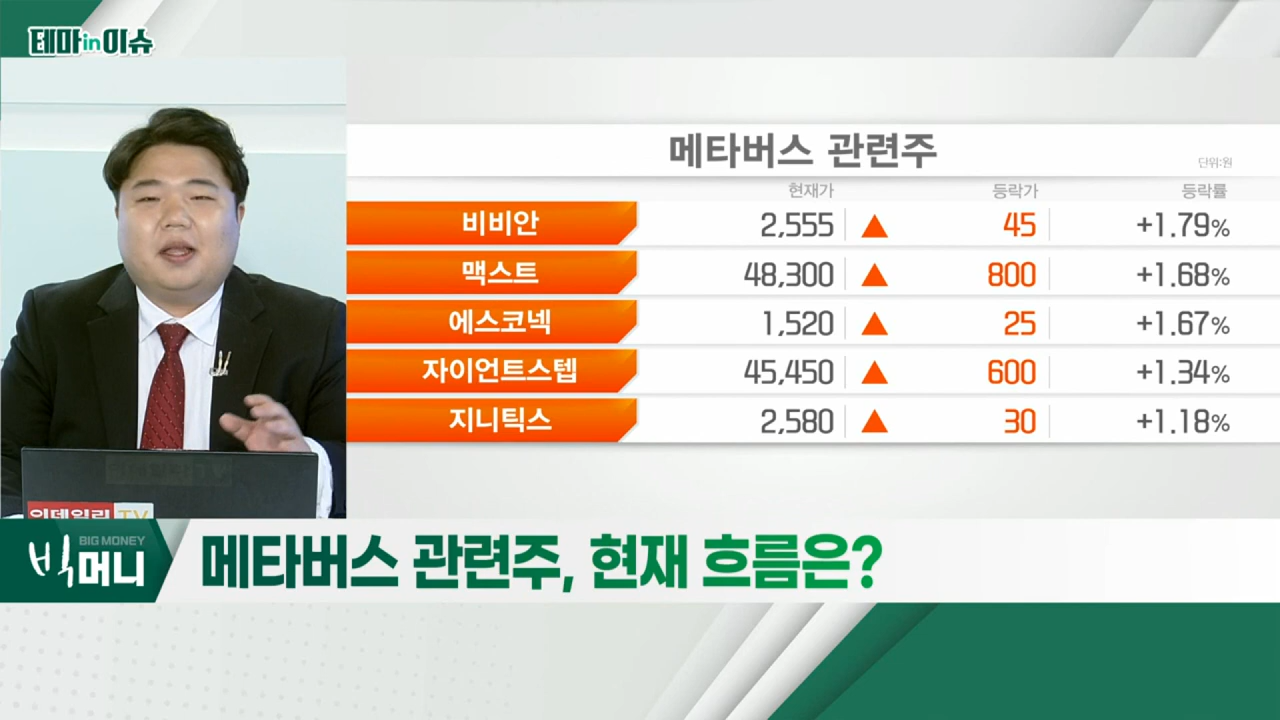 테마in이슈
메타버스 관련주
단위:원
현재가 등락가 등락률
비비안 2,555 ▲ 45 +1.79%
맥스트 48,300 ▲ 800 +1.68%
에스코넥 1,520 ▲ 25 +1.67%
자이언트스텝 45,450 ▲ 600 +1.34%
지니틱스 2,580 ▲ 30 +1.18%
이데일리 TV
BIG MONEY
빅머니
메타버스 관련주, 현재 흐름은?